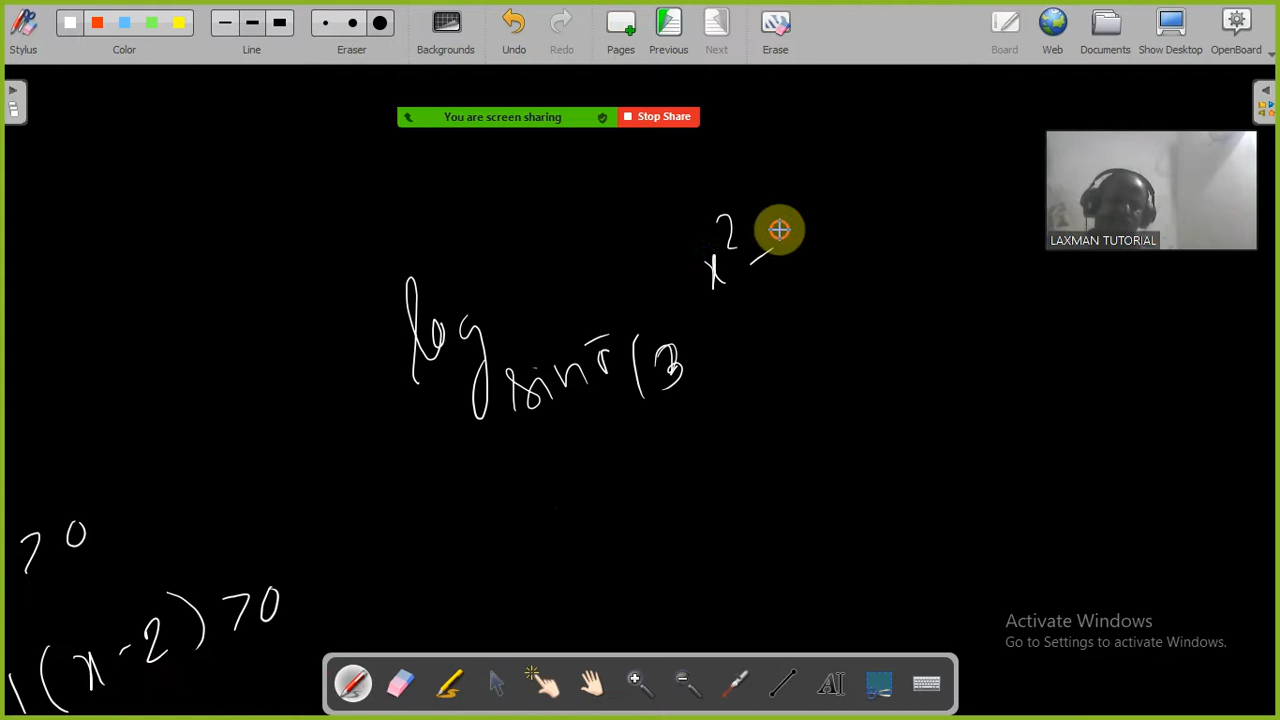 Stylus
Color
Line
Eraser
Backgrounds
Undo
Redo
Pages
Previous
Next
Erase
Board
Web
Documents
Show Desktop
OpenBoard
You are screen sharing
Stop Share
LAXMAN TUTORIAL
x² -
log sin π (3
> 0
(x - 2) > 0
Activate Windows
Go to Settings to activate Windows.
AI